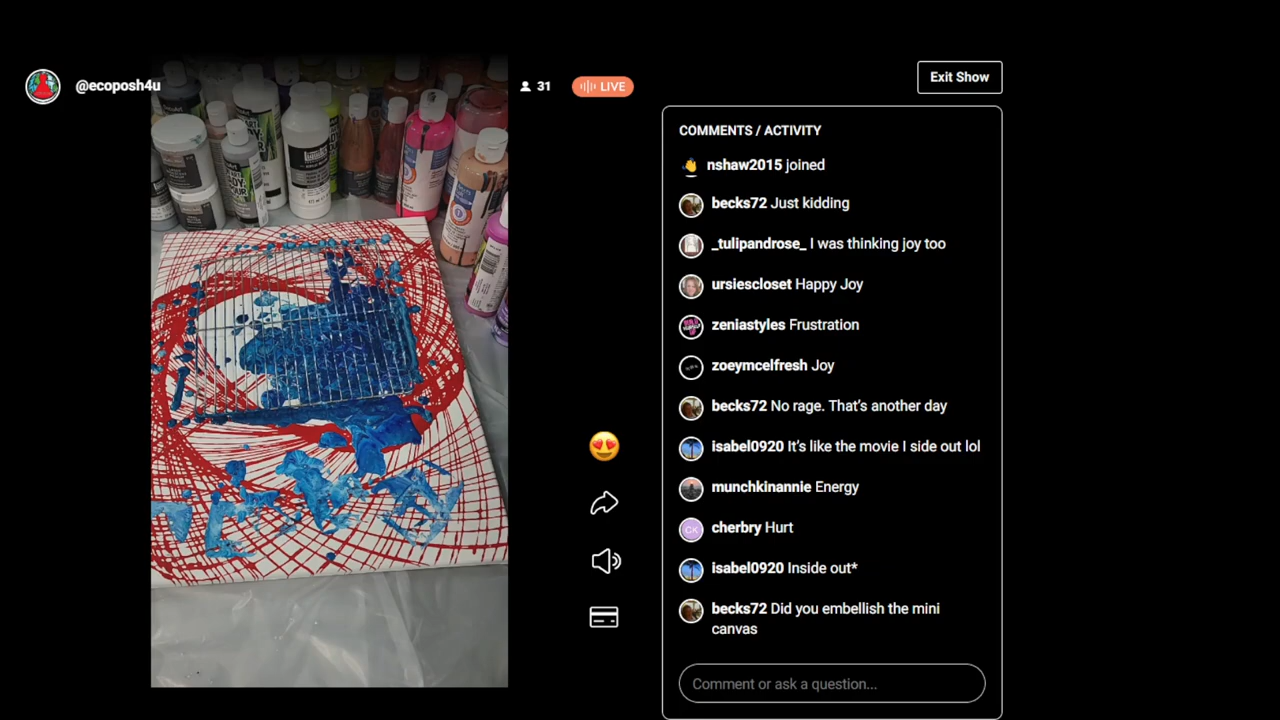 @ecoposh4u
31
LIVE
Exit Show
COMMENTS / ACTIVITY
nshaw2015 joined
becks72 Just kidding
_tulipandrose_ I was thinking joy too
ursiescloset Happy Joy
zeniastyles Frustration
zoeymcelfresh Joy
becks72 No rage. That's another day
isabel0920 It's like the movie I side out lol
munchkinannie Energy
CK
cherbry Hurt
isabel0920 Inside out*
becks72 Did you embellish the mini
canvas
Comment or ask a question...